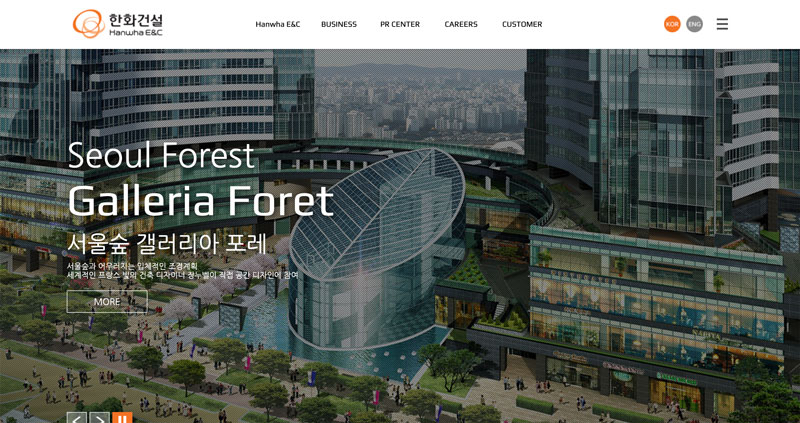 한화건설
Hanwha E&C
Hanwha E&C BUSINESS PR CENTER CAREERS CUSTOMER
KOR ENG
Seoul Forest
Galleria Foret
서울숲 갤러리아 포레
서울숲과 어우러지는 입체적인 조경계획
세계적인 프랑스 빛의 건축 디자이너 장누벨이 직접 공간 디자인에 참여
MORE